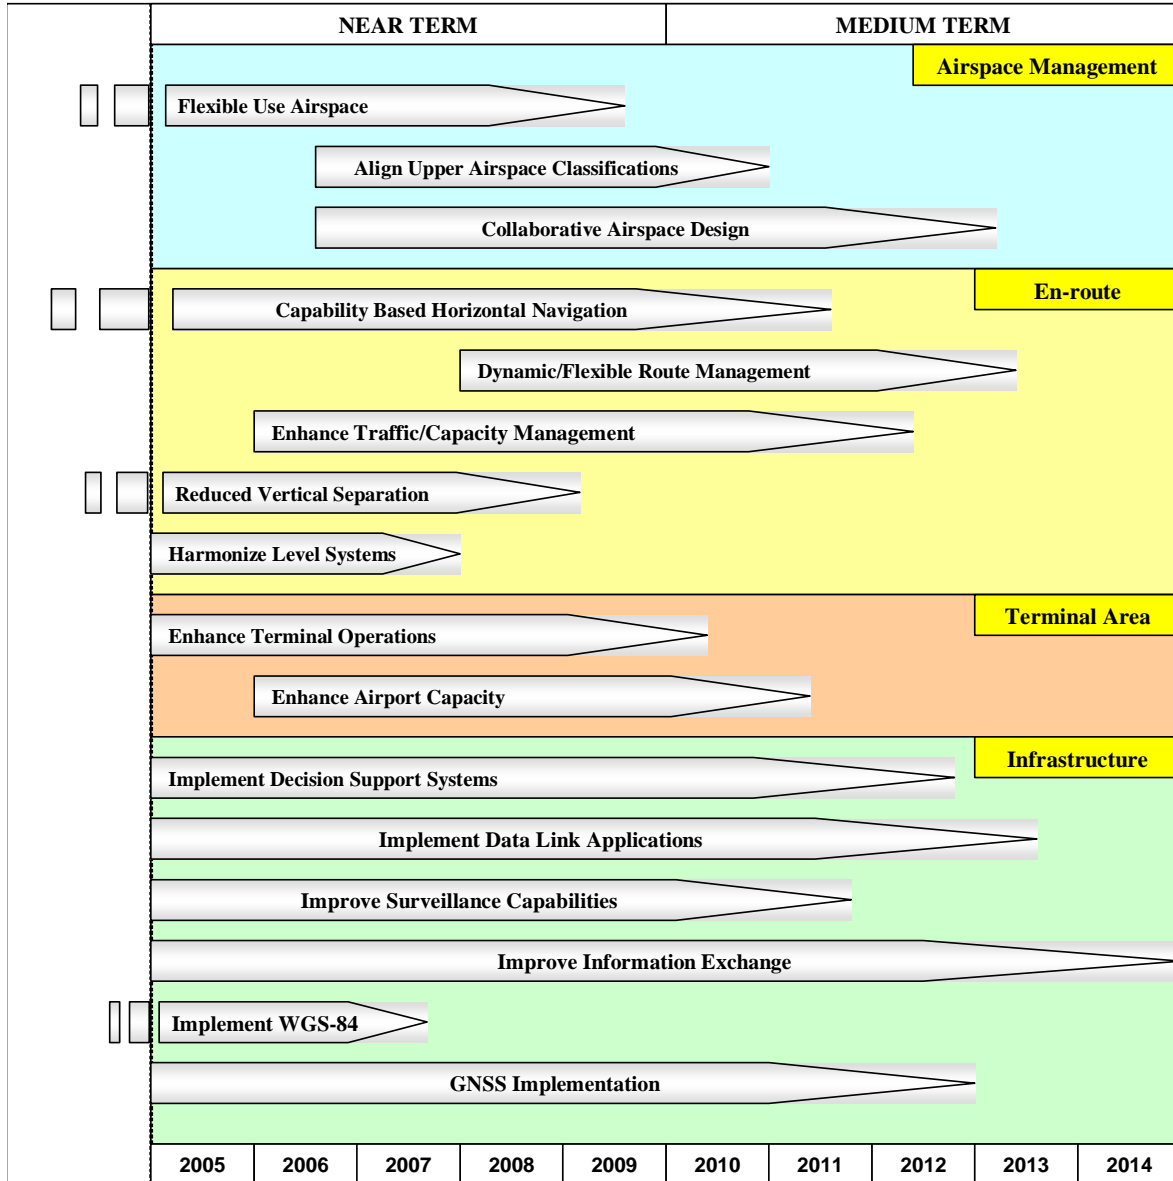 NEAR TERM
MEDIUM TERM
Airspace Management
Flexible Use Airspace
Align Upper Airspace Classifications
Collaborative Airspace Design
En-route
Capability Based Horizontal Navigation
Dynamic/Flexible Route Management
Enhance Traffic/Capacity Management
Reduced Vertical Separation
Harmonize Level Systems
Terminal Area
Enhance Terminal Operations
Enhance Airport Capacity
Infrastructure
Implement Decision Support Systems
Implement Data Link Applications
Improve Surveillance Capabilities
Improve Information Exchange
Implement WGS-84
GNSS Implementation
2005 2006 2007 2008 2009 2010 2011 2012 2013 2014